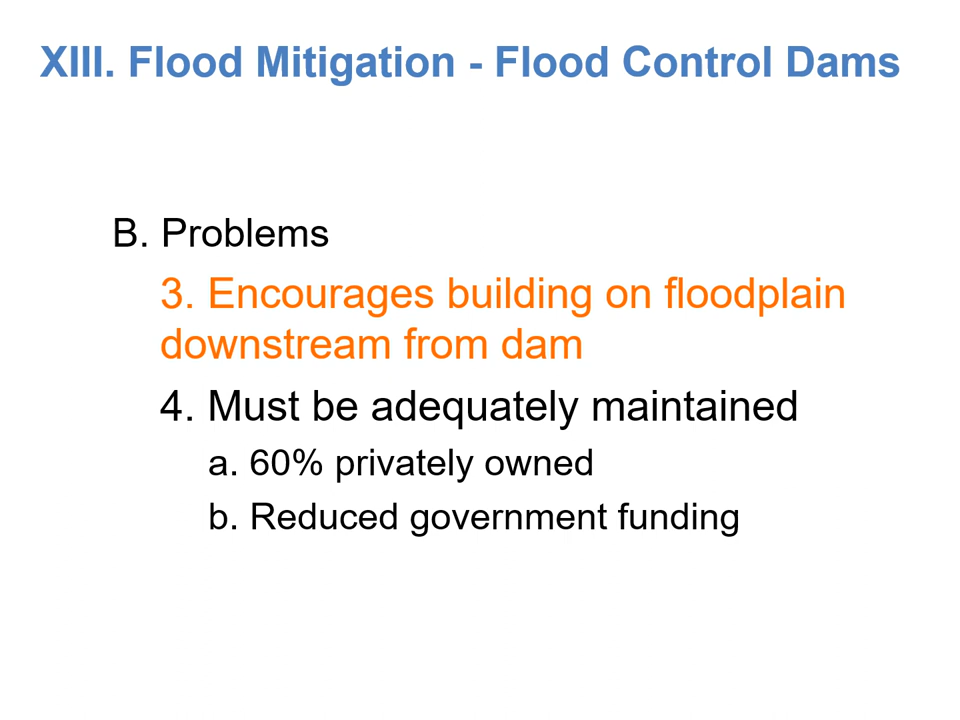 XIII. Flood Mitigation - Flood Control Dams
B. Problems
3. Encourages building on floodplain
downstream from dam
4. Must be adequately maintained
a. 60% privately owned
b. Reduced government funding